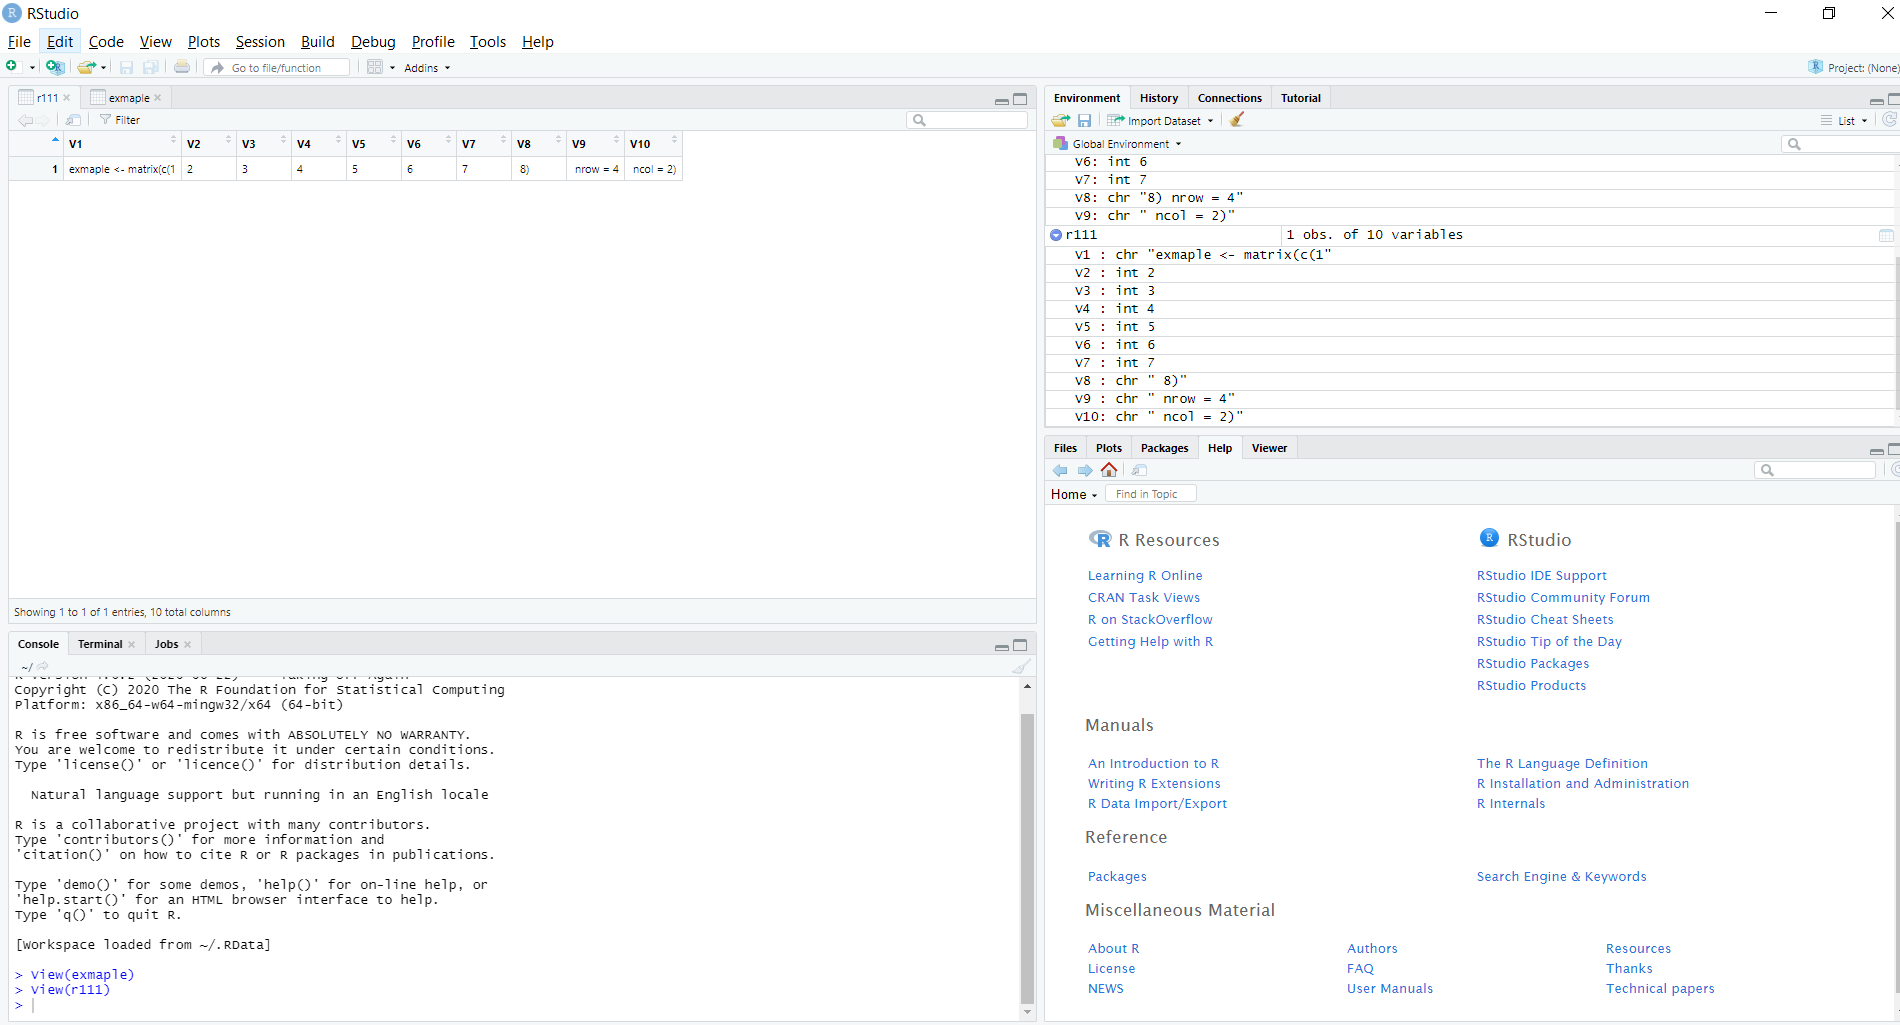 RStudio
File Edit Code View Plots Session Build Debug Profile Tools Help
Go to file/function Addins Project: (None)
r111 exmaple
Filter
V1 V2 V3 V4 V5 V6 V7 V8 V9 V10
1 exmaple <- matrix(c(1 2 3 4 5 6 7 8) nrow = 4 ncol = 2)
Showing 1 to 1 of 1 entries, 10 total columns
Console Terminal Jobs
~/
Copyright (C) 2020 The R Foundation for Statistical Computing
Platform: x86_64-w64-mingw32/x64 (64-bit)
R is free software and comes with ABSOLUTELY NO WARRANTY.
You are welcome to redistribute it under certain conditions.
Type 'license()' or 'licence()' for distribution details.
Natural language support but running in an English locale
R is a collaborative project with many contributors.
Type 'contributors()' for more information and
'citation()' on how to cite R or R packages in publications.
Type 'demo()' for some demos, 'help()' for on-line help, or
'help.start()' for an HTML browser interface to help.
Type 'q()' to quit R.
[Workspace loaded from ~/.RData]
> View(exmaple)
> View(r111)
>
Environment History Connections Tutorial
Import Dataset List
Global Environment
V6: int 6
V7: int 7
V8: chr "8) nrow = 4"
V9: chr " ncol = 2)"
r111 1 obs. of 10 variables
V1 : chr "exmaple <- matrix(c(1"
V2 : int 2
V3 : int 3
V4 : int 4
V5 : int 5
V6 : int 6
V7 : int 7
V8 : chr " 8)"
V9 : chr " nrow = 4"
V10: chr " ncol = 2)"
Files Plots Packages Help Viewer
Home Find in Topic
R Resources
Learning R Online
CRAN Task Views
R on StackOverflow
Getting Help with R
R RStudio
RStudio IDE Support
RStudio Community Forum
RStudio Cheat Sheets
RStudio Tip of the Day
RStudio Packages
RStudio Products
Manuals
An Introduction to R The R Language Definition
Writing R Extensions R Installation and Administration
R Data Import/Export R Internals
Reference
Packages Search Engine & Keywords
Miscellaneous Material
About R Authors Resources
License FAQ Thanks
NEWS User Manuals Technical papers